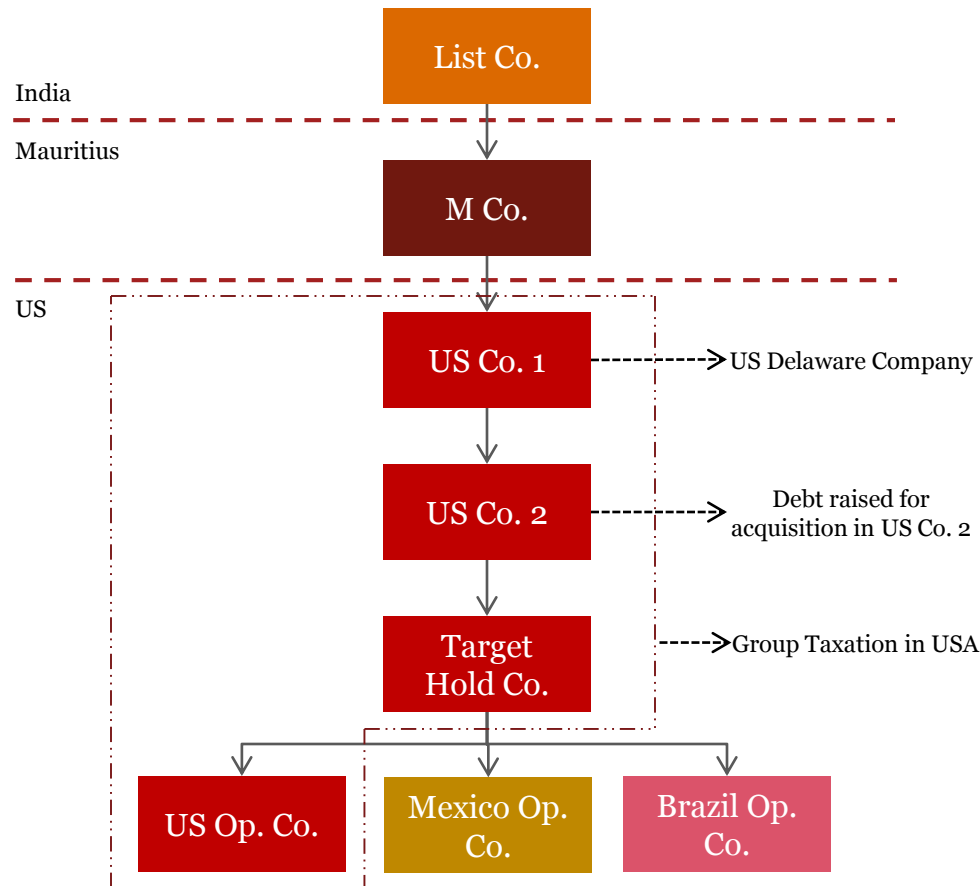 List Co.
India
Mauritius
M Co.
US
US Co. 1
US Delaware Company
US Co. 2
Debt raised for
acquisition in US Co. 2
Target
Hold Co.
Group Taxation in USA
US Op. Co.
Mexico Op.
Co.
Brazil Op.
Co.